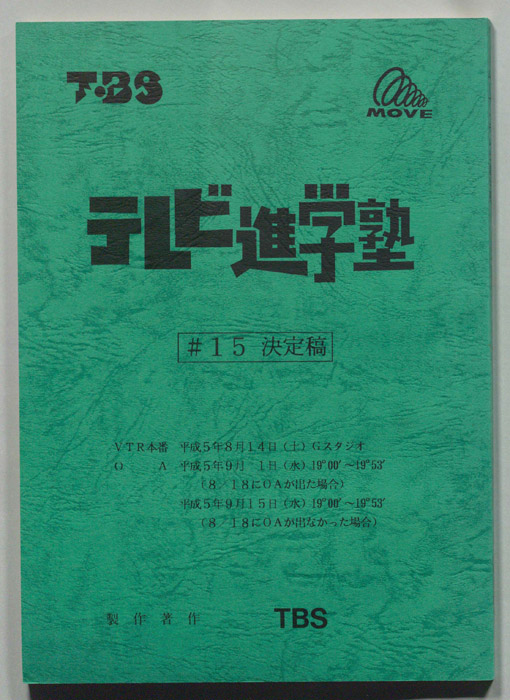 TBS
MOVE
テレビ進学塾
＃１５ 決定稿
ＶＴＲ本番 平成５年８月１４日（土）Ｇスタジオ
Ｏ Ａ 平成５年９月 １日（水）19°00′～19°53′
（８／１８にＯＡが出た場合）
平成５年９月１５日（水）19°00′～19°53′
（８／１８にＯＡが出なかった場合）
製作著作 TBS